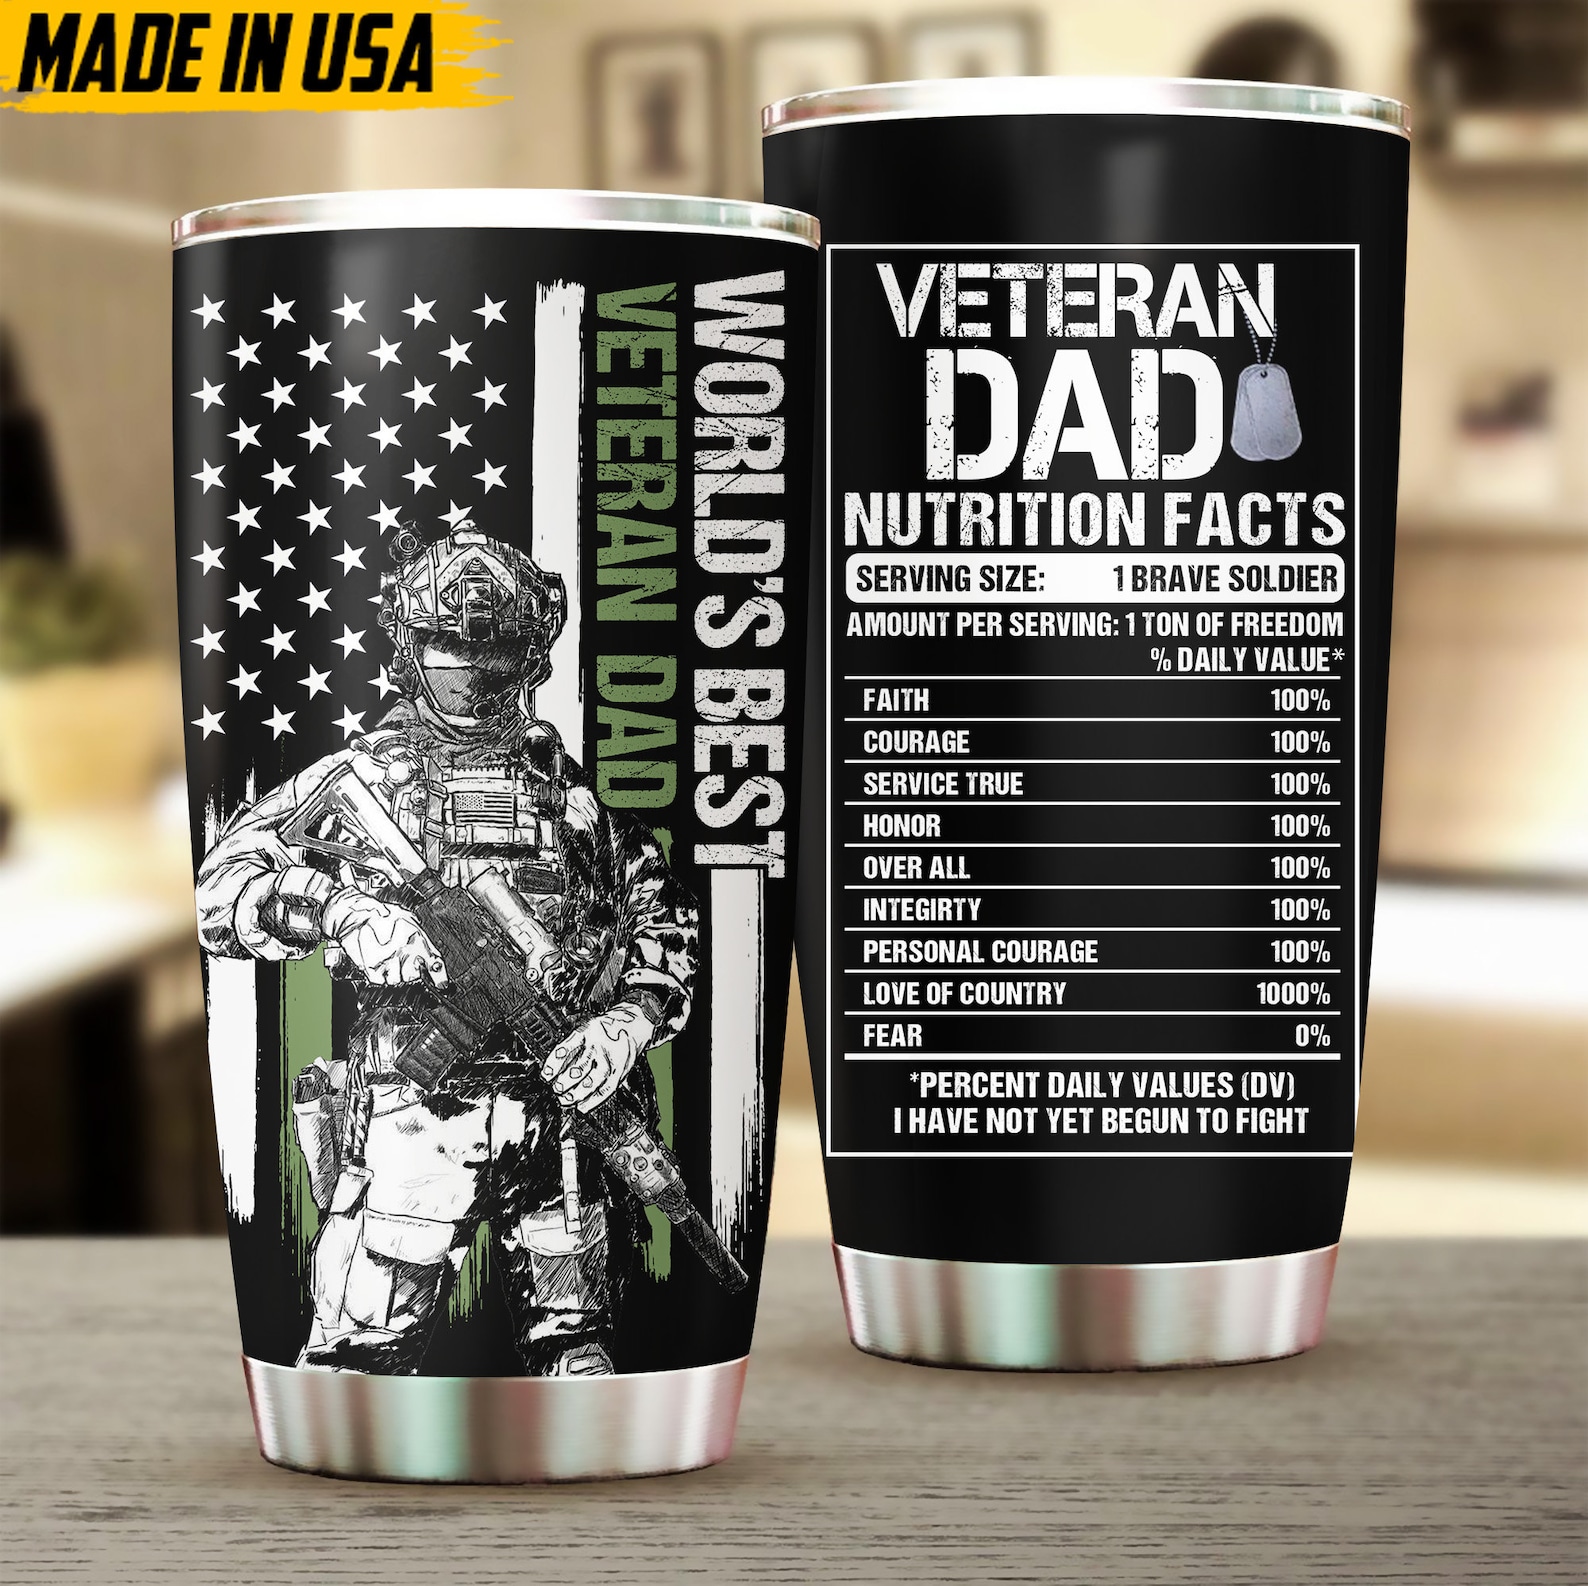 MADE IN USA
WORLD'S BEST
VETERAN DAD
VETERAN
DAD
NUTRITION FACTS
SERVING SIZE: 1 BRAVE SOLDIER
AMOUNT PER SERVING: 1 TON OF FREEDOM
% DAILY VALUE*
FAITH 100%
COURAGE 100%
SERVICE TRUE 100%
HONOR 100%
OVER ALL 100%
INTEGIRTY 100%
PERSONAL COURAGE 100%
LOVE OF COUNTRY 1000%
FEAR 0%
*PERCENT DAILY VALUES (DV)
I HAVE NOT YET BEGUN TO FIGHT